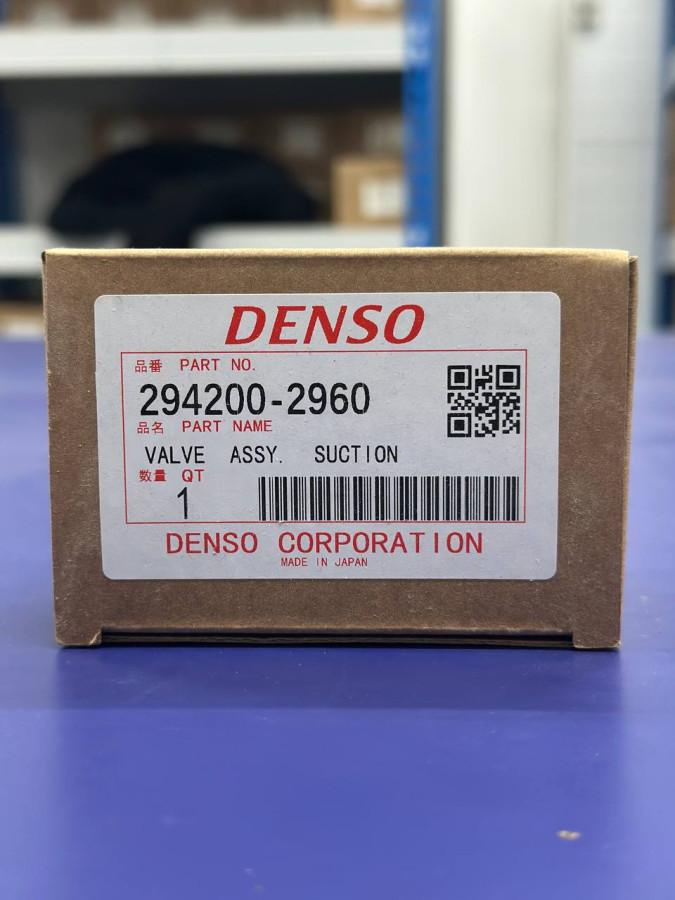 DENSO
品番 PART NO.
294200-2960
品名 PART NAME
VALVE ASSY. SUCTION
数量 QT
1
DENSO CORPORATION
MADE IN JAPAN